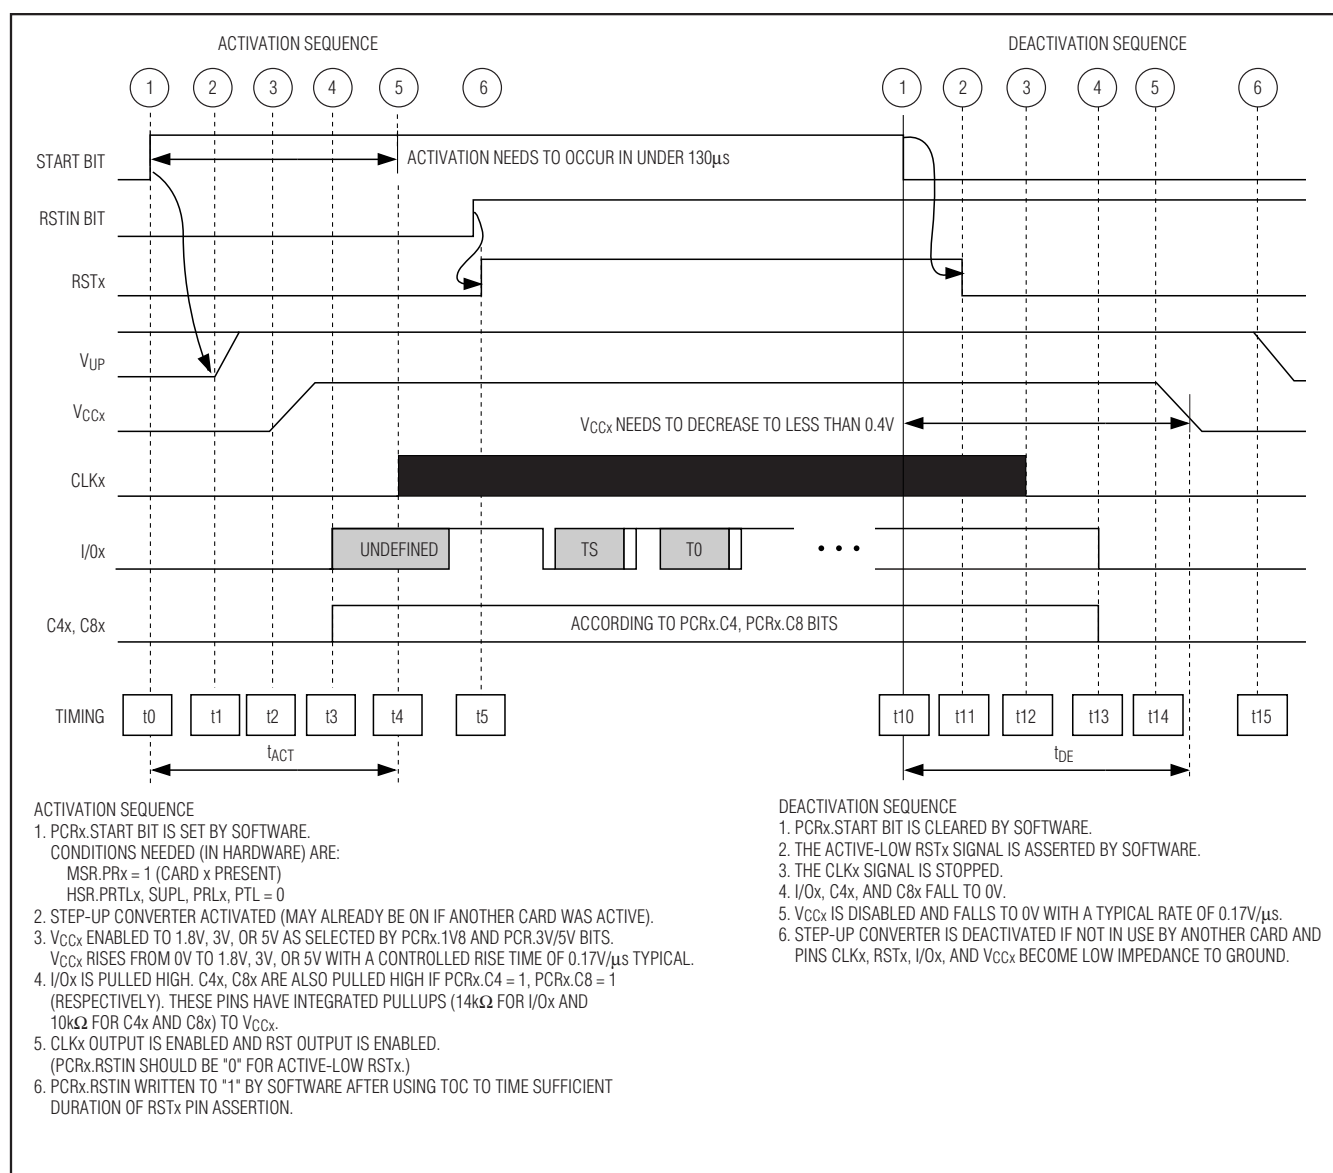 ACTIVATION SEQUENCE
DEACTIVATION SEQUENCE
1 2 3 4 5 6 1 2 3 4 5 6
START BIT
ACTIVATION NEEDS TO OCCUR IN UNDER 130μs
RSTIN BIT
RSTx
VUP
VCCx
VCCx NEEDS TO DECREASE TO LESS THAN 0.4V
CLKx
I/0x
UNDEFINED TS T0 • • •
C4x, C8x
ACCORDING TO PCRx.C4, PCRx.C8 BITS
TIMING t0 t1 t2 t3 t4 t5 t10 t11 t12 t13 t14 t15
tACT
tDE
ACTIVATION SEQUENCE
1. PCRx.START BIT IS SET BY SOFTWARE.
CONDITIONS NEEDED (IN HARDWARE) ARE:
MSR.PRx = 1 (CARD x PRESENT)
HSR.PRTLx, SUPL, PRLx, PTL = 0
2. STEP-UP CONVERTER ACTIVATED (MAY ALREADY BE ON IF ANOTHER CARD WAS ACTIVE).
3. VCCx ENABLED TO 1.8V, 3V, OR 5V AS SELECTED BY PCRx.1V8 AND PCR.3V/5V BITS.
VCCx RISES FROM 0V TO 1.8V, 3V, OR 5V WITH A CONTROLLED RISE TIME OF 0.17V/μs TYPICAL.
4. I/Ox IS PULLED HIGH. C4x, C8x ARE ALSO PULLED HIGH IF PCRx.C4 = 1, PCRx.C8 = 1
(RESPECTIVELY). THESE PINS HAVE INTEGRATED PULLUPS (14kΩ FOR I/Ox AND
10kΩ FOR C4x AND C8x) TO VCCx.
5. CLKx OUTPUT IS ENABLED AND RST OUTPUT IS ENABLED.
(PCRx.RSTIN SHOULD BE "0" FOR ACTIVE-LOW RSTx.)
6. PCRx.RSTIN WRITTEN TO "1" BY SOFTWARE AFTER USING TOC TO TIME SUFFICIENT
DURATION OF RSTx PIN ASSERTION.
DEACTIVATION SEQUENCE
1. PCRx.START BIT IS CLEARED BY SOFTWARE.
2. THE ACTIVE-LOW RSTx SIGNAL IS ASSERTED BY SOFTWARE.
3. THE CLKx SIGNAL IS STOPPED.
4. I/Ox, C4x, AND C8x FALL TO 0V.
5. VCCx IS DISABLED AND FALLS TO 0V WITH A TYPICAL RATE OF 0.17V/μs.
6. STEP-UP CONVERTER IS DEACTIVATED IF NOT IN USE BY ANOTHER CARD AND
PINS CLKx, RSTx, I/Ox, AND VCCx BECOME LOW IMPEDANCE TO GROUND.